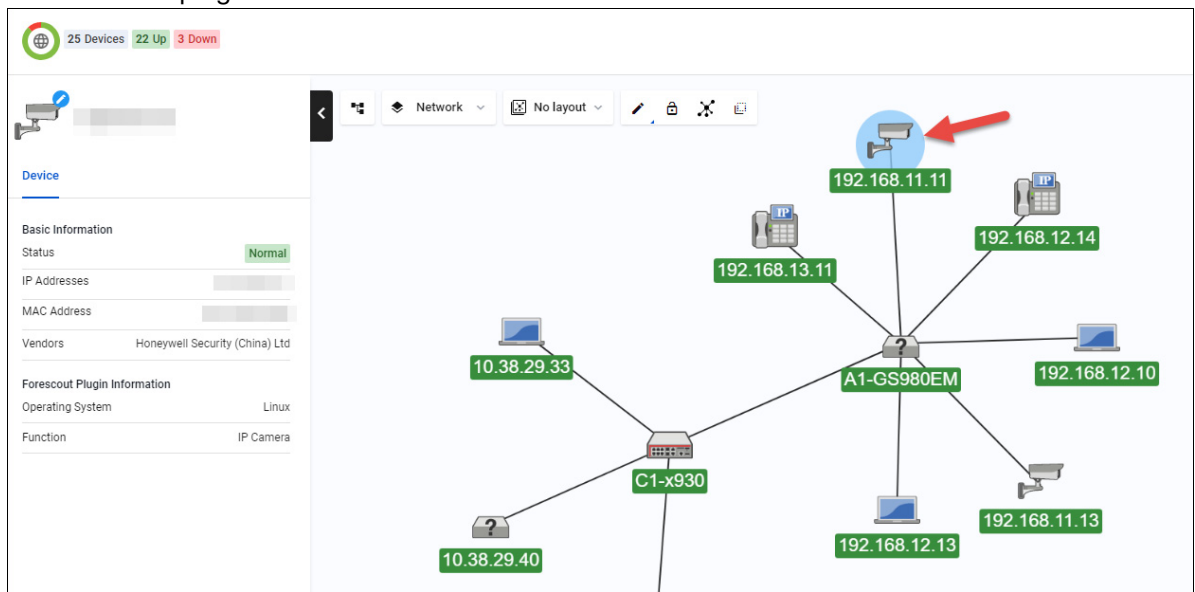 25 Devices 22 Up 3 Down
Network
No layout
Device
Basic Information
Status Normal
IP Addresses
MAC Address
Vendors Honeywell Security (China) Ltd
Forescout Plugin Information
Operating System Linux
Function IP Camera
192.168.11.11
IP
192.168.12.14
IP
192.168.13.11
10.38.29.33
A1-GS980EM
192.168.12.10
C1-x930
192.168.11.13
192.168.12.13
10.38.29.40